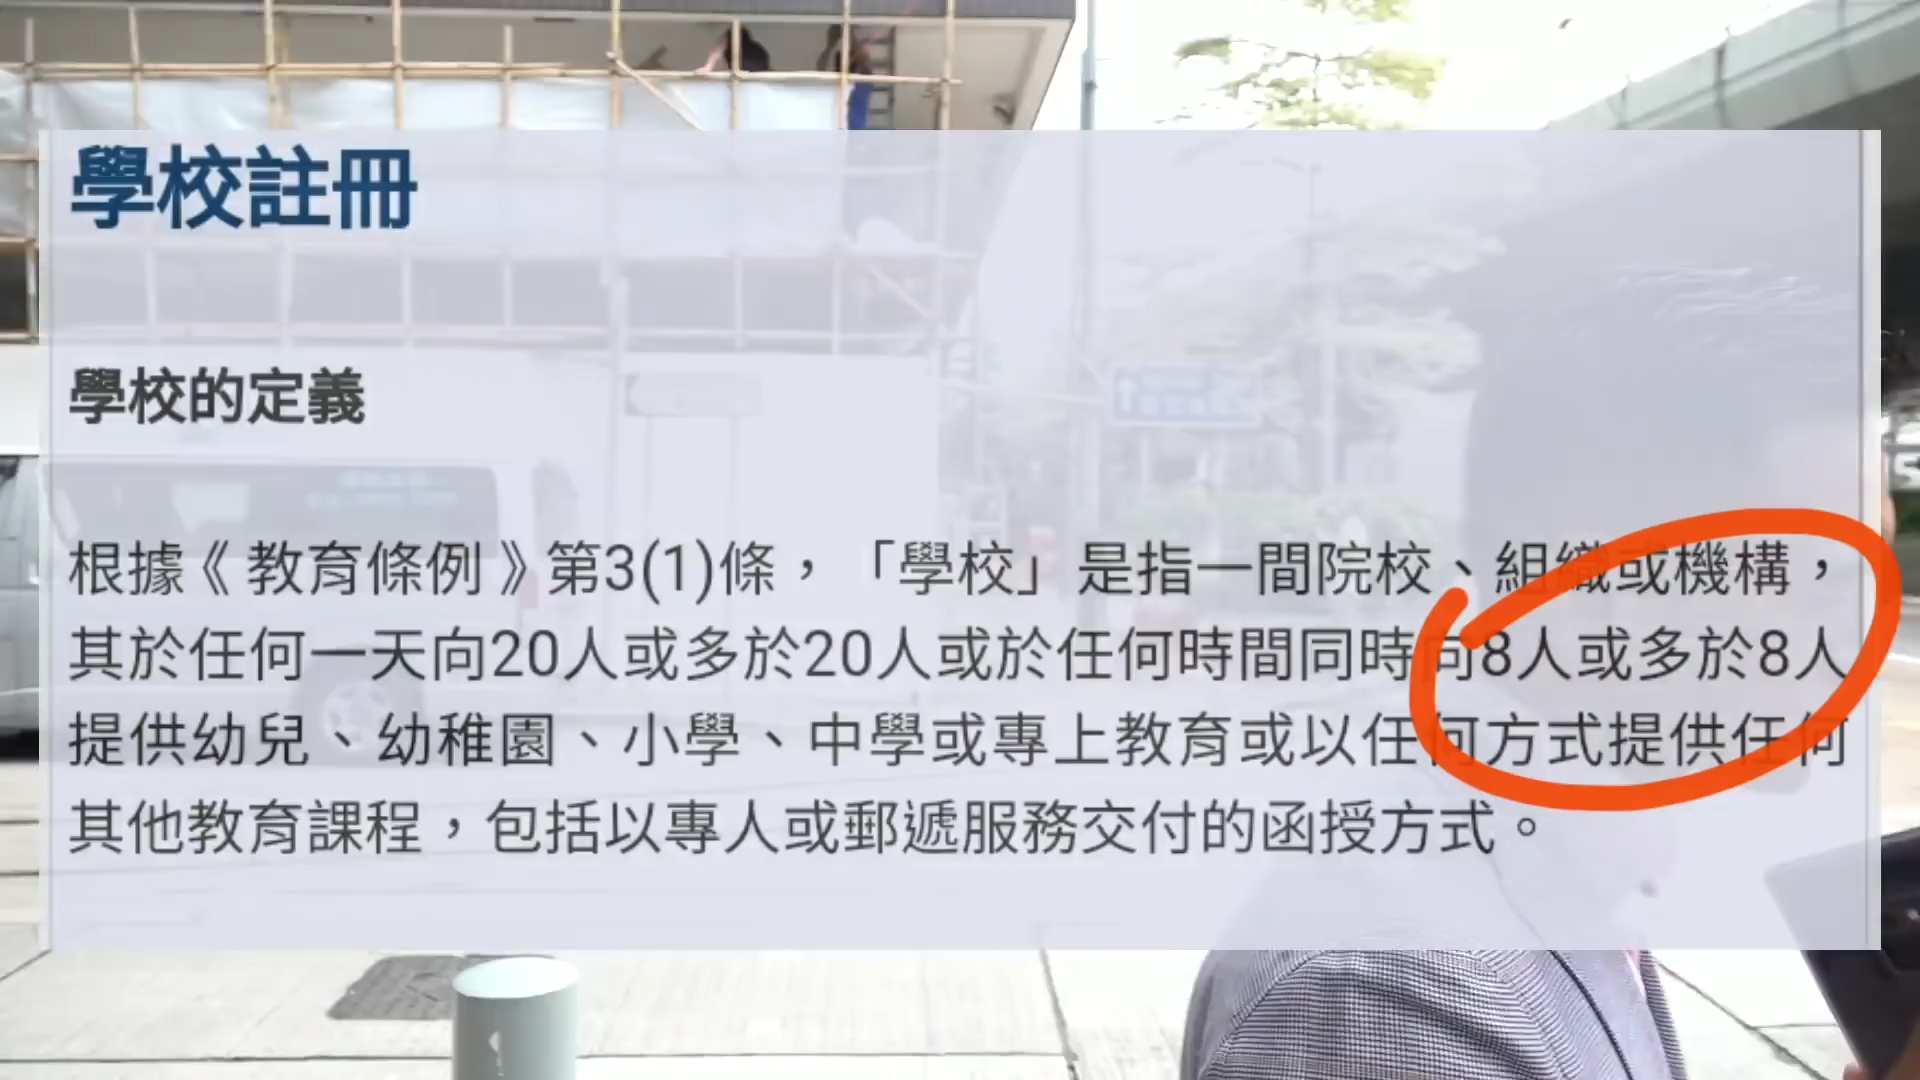 學校註冊
學校的定義
根據《教育條例》第3(1)條，「學校」是指一間院校、組織或機構，
其於任何一天向20人或多於20人或於任何時間同時向8人或多於8人
提供幼兒、幼稚園、小學、中學或專上教育或以任何方式提供任何
其他教育課程，包括以專人或郵遞服務交付的函授方式。